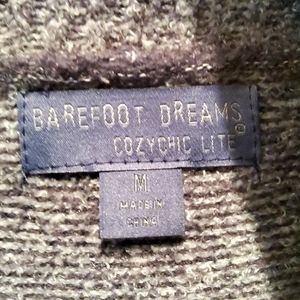 BAREFOOT DREAMS
COZYCHIC LITE®
M
MADE IN
CHINA